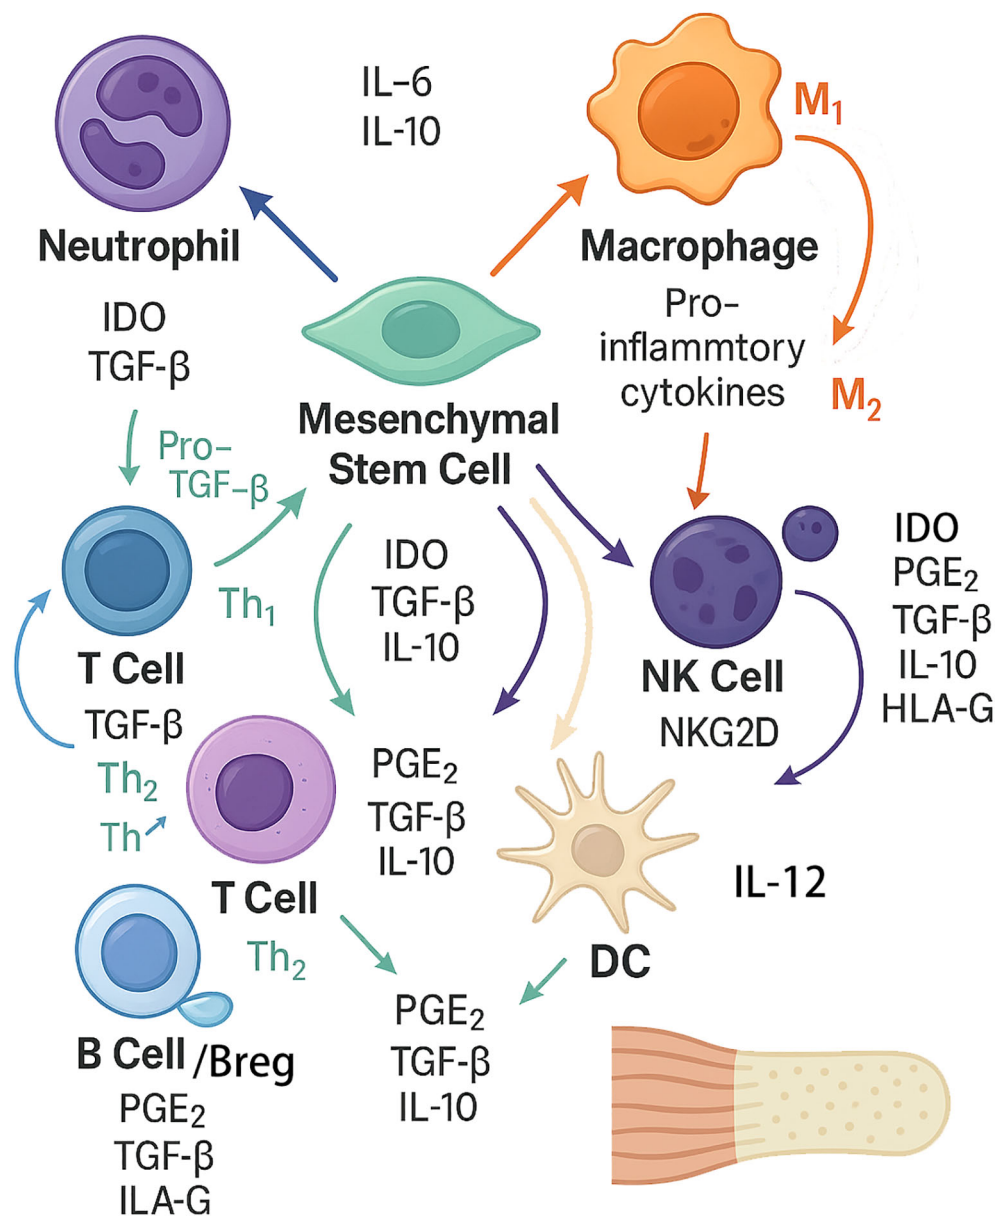 IL–6
IL-10
M₁
Neutrophil
Macrophage
IDO
TGF-β
Pro-
inflammtory
cytokines
M₂
Mesenchymal
Stem Cell
Pro–
TGF–β
Th₁
IDO
TGF-β
IL-10
IDO
PGE₂
TGF-β
IL-10
HLA-G
T Cell
TGF-β
Th₂
Th
NK Cell
NKG2D
PGE₂
TGF-β
IL-10
IL-12
T Cell
Th₂
DC
B Cell /Breg
PGE₂
TGF-β
ILA-G
PGE₂
TGF-β
IL-10